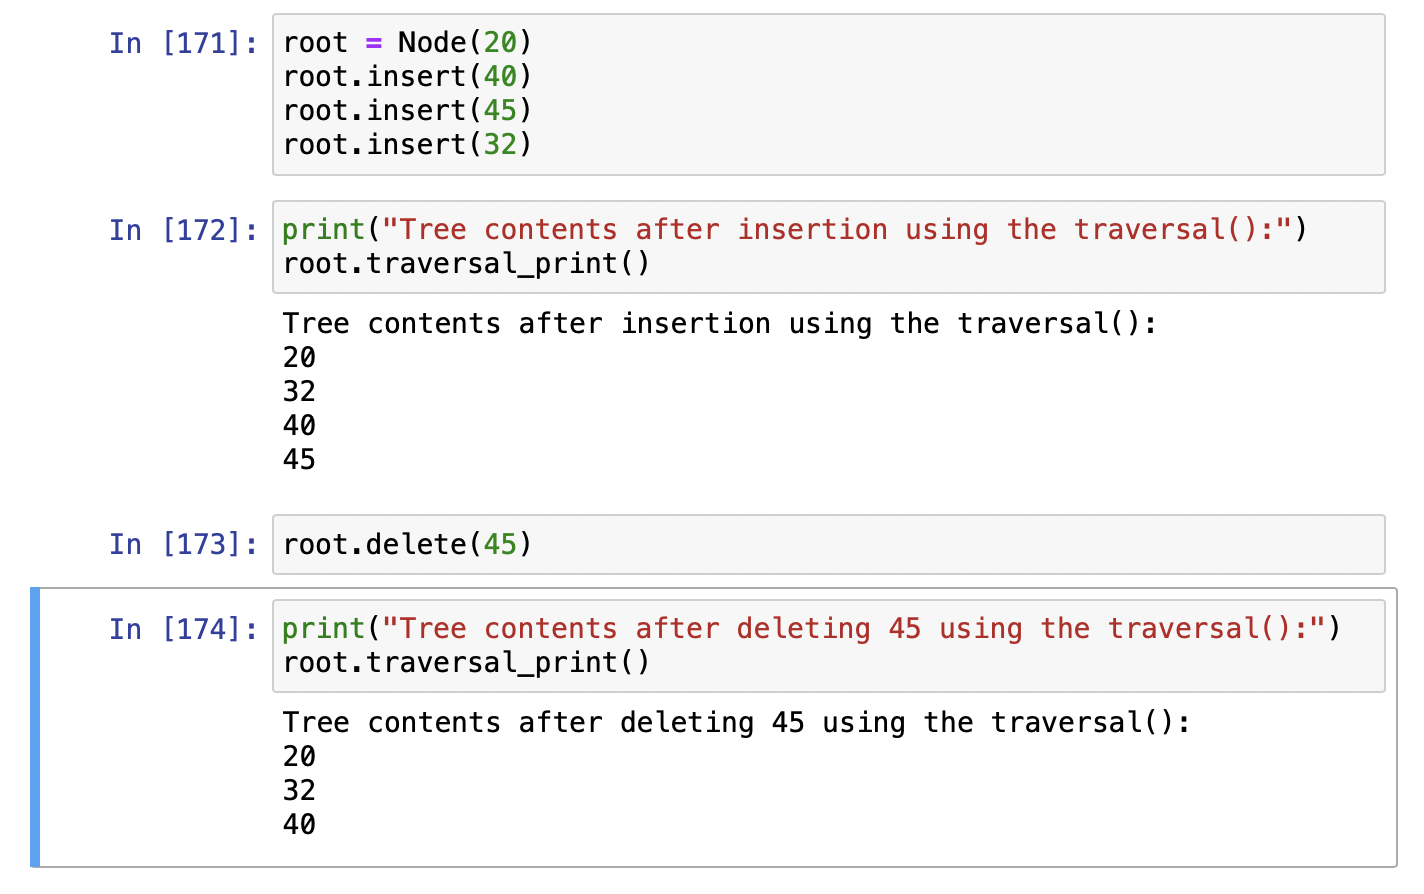 In [171]: root = Node(20)
root.insert(40)
root.insert(45)
root.insert(32)
In [172]: print("Tree contents after insertion using the traversal():")
root.traversal_print()
Tree contents after insertion using the traversal():
20
32
40
45
In [173]: root.delete(45)
In [174]: print("Tree contents after deleting 45 using the traversal():")
root.traversal_print()
Tree contents after deleting 45 using the traversal():
20
32
40